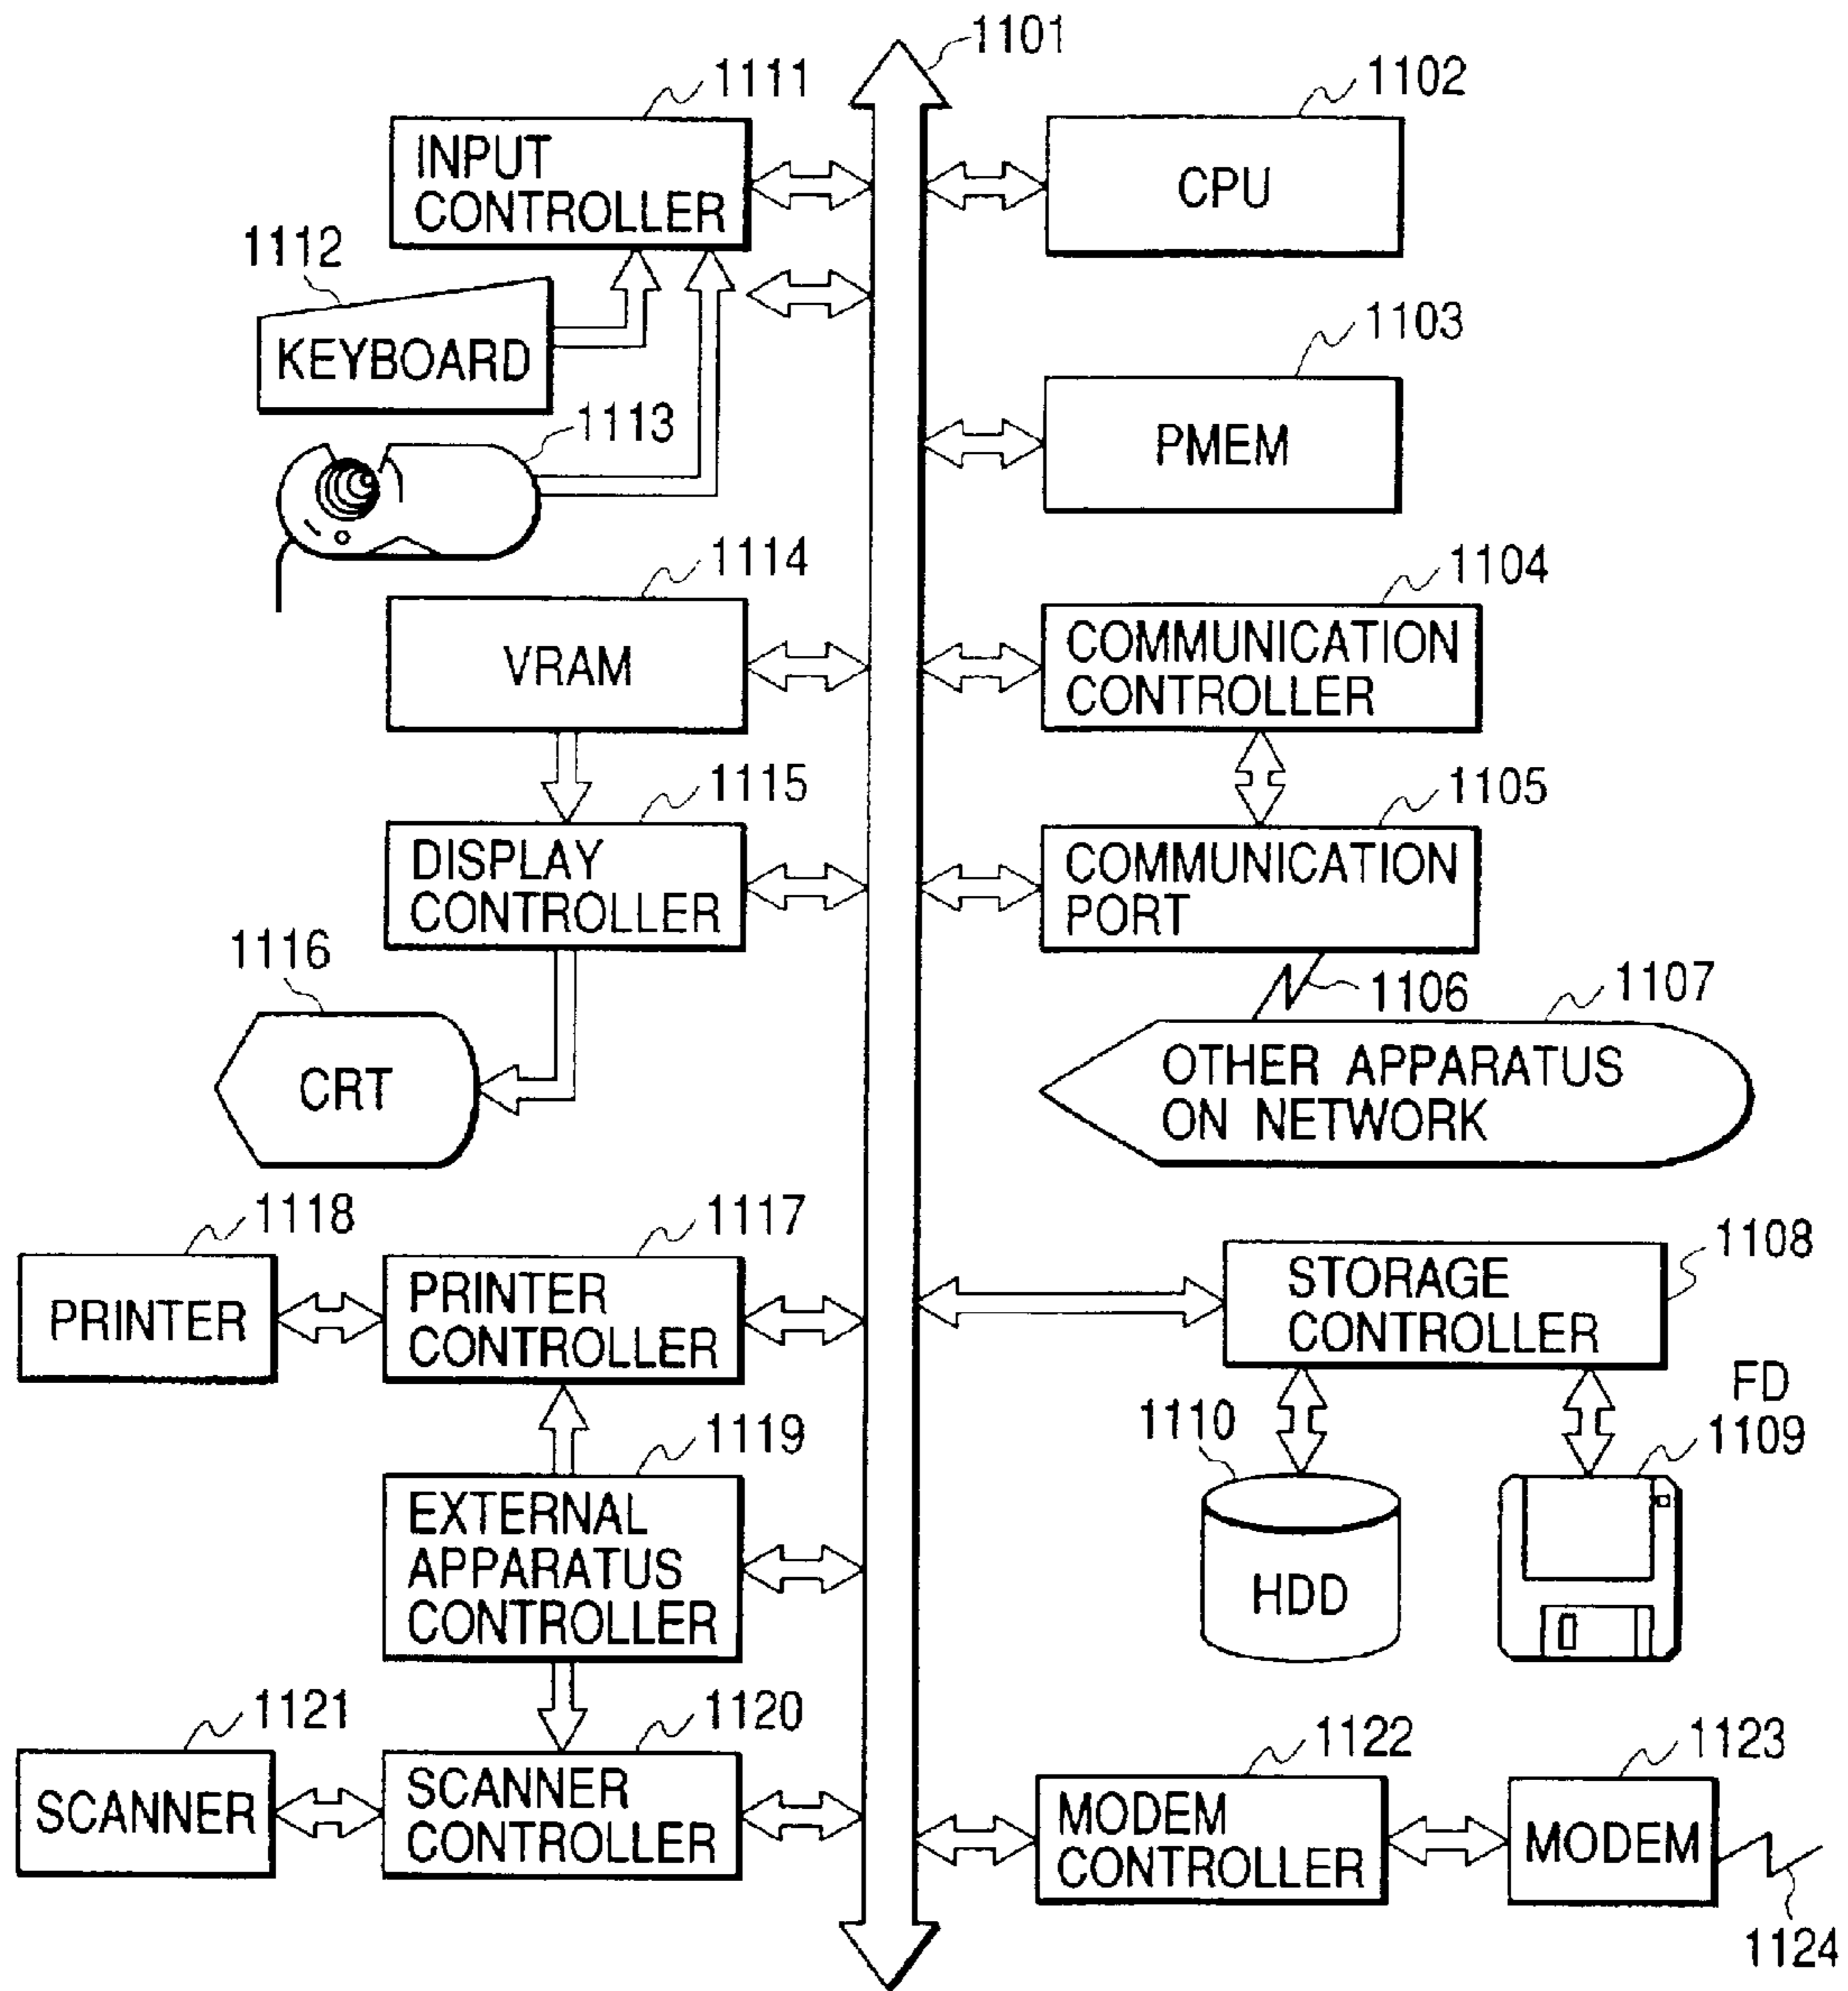 1101
1111
1102
INPUT
CONTROLLER
CPU
1112
KEYBOARD
1103
PMEM
1113
1114
VRAM
1104
COMMUNICATION
CONTROLLER
1115
DISPLAY
CONTROLLER
1105
COMMUNICATION
PORT
1116
CRT
1106
1107
OTHER APPARATUS
ON NETWORK
1118
PRINTER
1117
PRINTER
CONTROLLER
1108
STORAGE
CONTROLLER
1119
EXTERNAL
APPARATUS
CONTROLLER
1110
HDD
FD
1109
1121
SCANNER
1120
SCANNER
CONTROLLER
1122
MODEM
CONTROLLER
1123
MODEM
1124